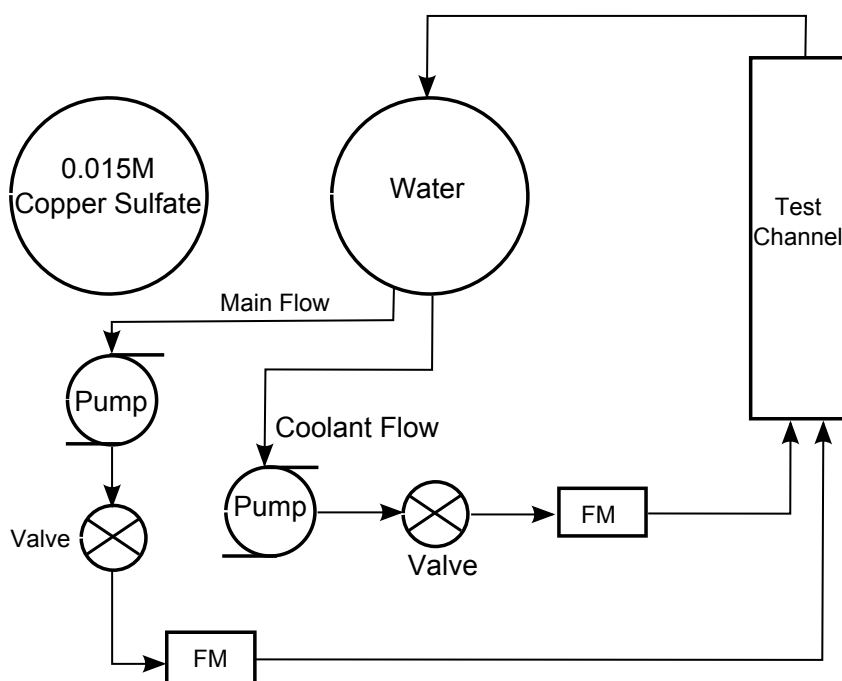 0.015M
Copper Sulfate
Water
Test
Channel
Main Flow
Pump
Coolant Flow
Pump
Valve
FM
Valve
FM